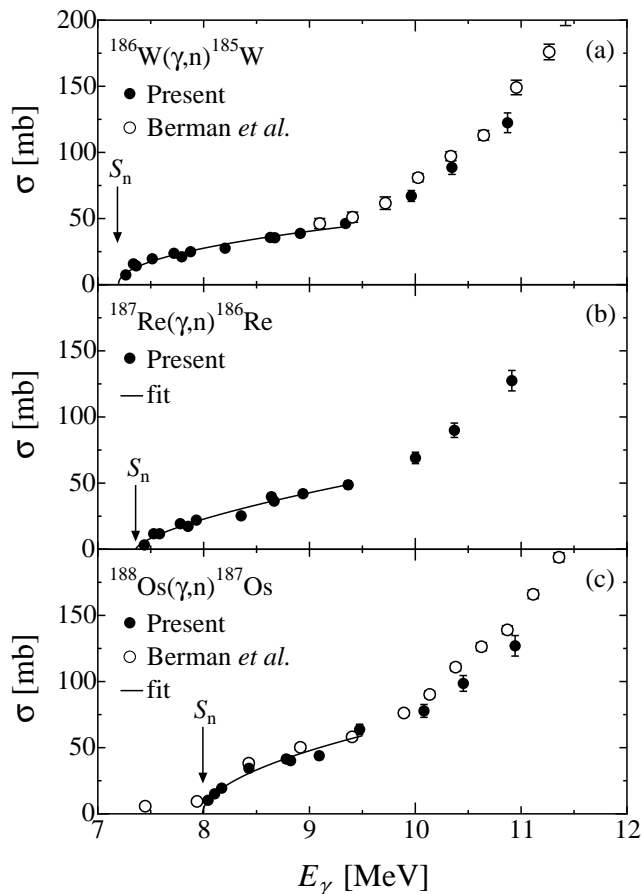 200
¹⁸⁶W(γ,n)¹⁸⁵W
(a)
Present
Berman et al.
150
σ [mb]
100
Sₙ
50
0
¹⁸⁷Re(γ,n)¹⁸⁶Re
(b)
150
Present
fit
σ [mb]
100
Sₙ
50
0
¹⁸⁸Os(γ,n)¹⁸⁷Os
(c)
Present
150
Berman et al.
fit
σ [mb]
100
Sₙ
50
0
7 8 9 10 11 12
E_γ [MeV]